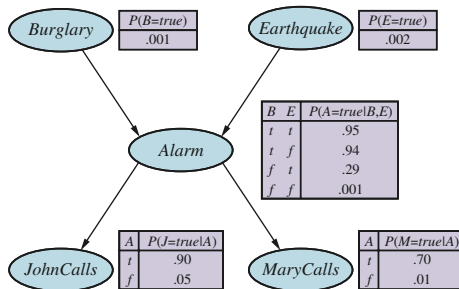 Burglary
P(B=true)
.001
Earthquake
P(E=true)
.002
Alarm
B E P(A=true|B,E)
t t .95
t f .94
f t .29
f f .001
JohnCalls
A P(J=true|A)
t .90
f .05
MaryCalls
A P(M=true|A)
t .70
f .01